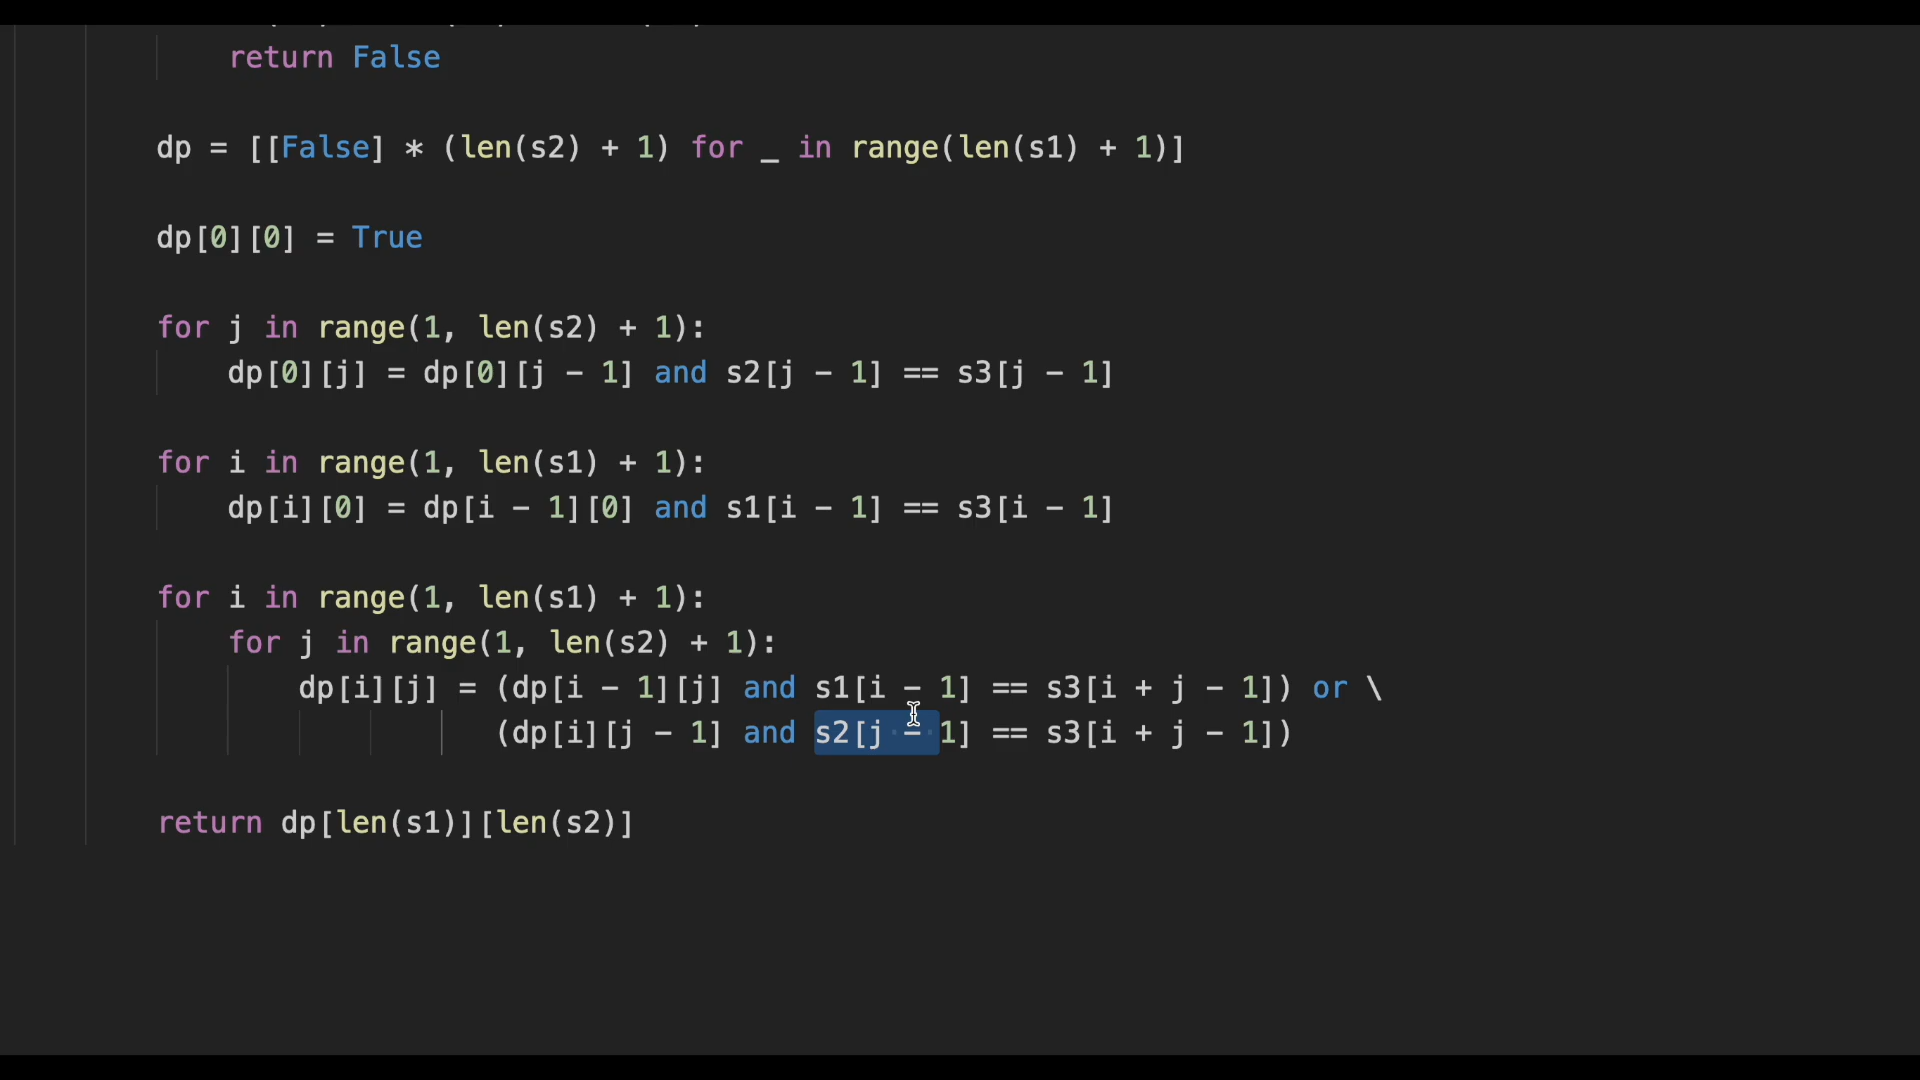 return False
dp = [[False] * (len(s2) + 1) for _ in range(len(s1) + 1)]
dp[0][0] = True
for j in range(1, len(s2) + 1):
dp[0][j] = dp[0][j - 1] and s2[j - 1] == s3[j - 1]
for i in range(1, len(s1) + 1):
dp[i][0] = dp[i - 1][0] and s1[i - 1] == s3[i - 1]
for i in range(1, len(s1) + 1):
for j in range(1, len(s2) + 1):
dp[i][j] = (dp[i - 1][j] and s1[i - 1] == s3[i + j - 1]) or \
(dp[i][j - 1] and s2[j - 1] == s3[i + j - 1])
return dp[len(s1)][len(s2)]